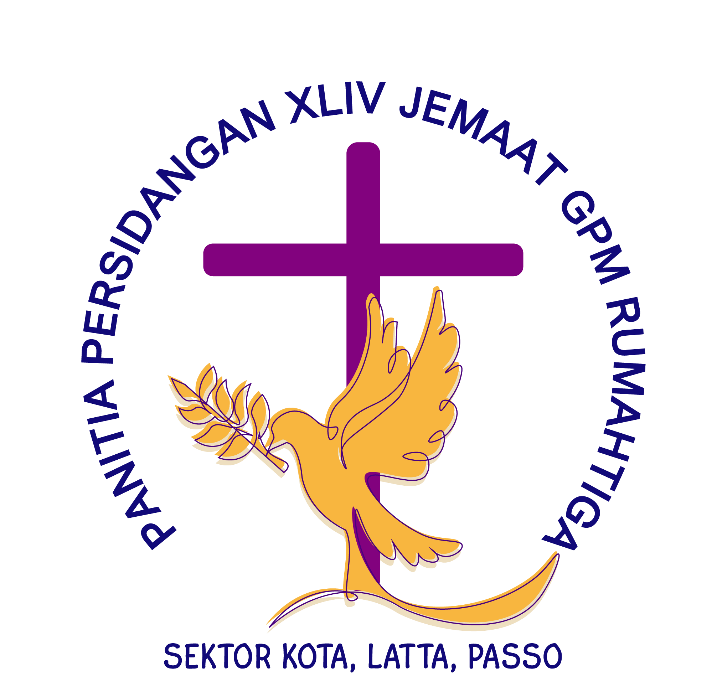 PANITIA PERSIDANGAN XLIV JEMAAT GPM RUMAHTIGA
SEKTOR KOTA, LATTA, PASSO